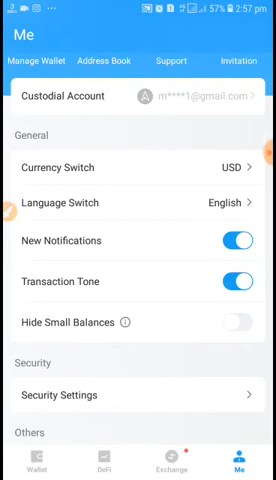 57% 2:57 pm
Me
Manage Wallet Address Book Support Invitation
Custodial Account m****1@gmail.com
General
Currency Switch USD
Language Switch English
New Notifications
Transaction Tone
Hide Small Balances
Security
Security Settings
Others
Wallet DeFi Exchange Me